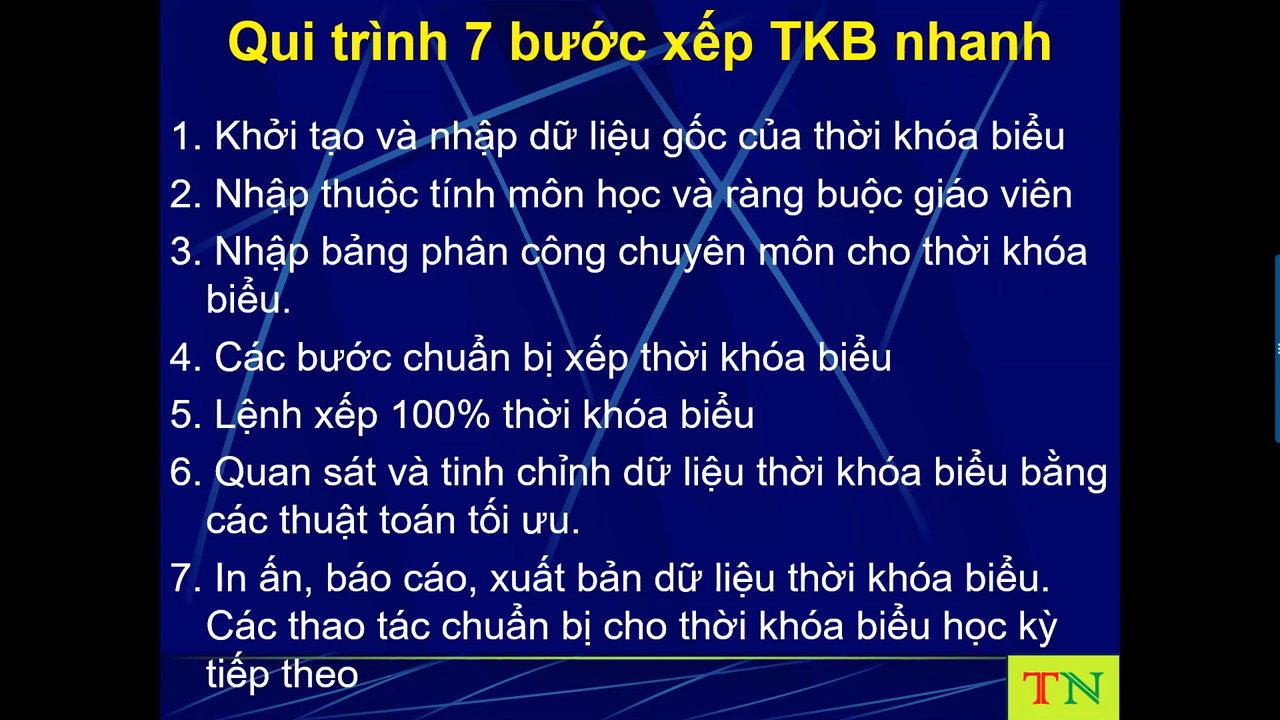 Qui trình 7 bước xếp TKB nhanh
1. Khởi tạo và nhập dữ liệu gốc của thời khóa biểu
2. Nhập thuộc tính môn học và ràng buộc giáo viên
3. Nhập bảng phân công chuyên môn cho thời khóa
biểu.
4. Các bước chuẩn bị xếp thời khóa biểu
5. Lệnh xếp 100% thời khóa biểu
6. Quan sát và tinh chỉnh dữ liệu thời khóa biểu bằng
các thuật toán tối ưu.
7. In ấn, báo cáo, xuất bản dữ liệu thời khóa biểu.
Các thao tác chuẩn bị cho thời khóa biểu học kỳ
tiếp theo
TN